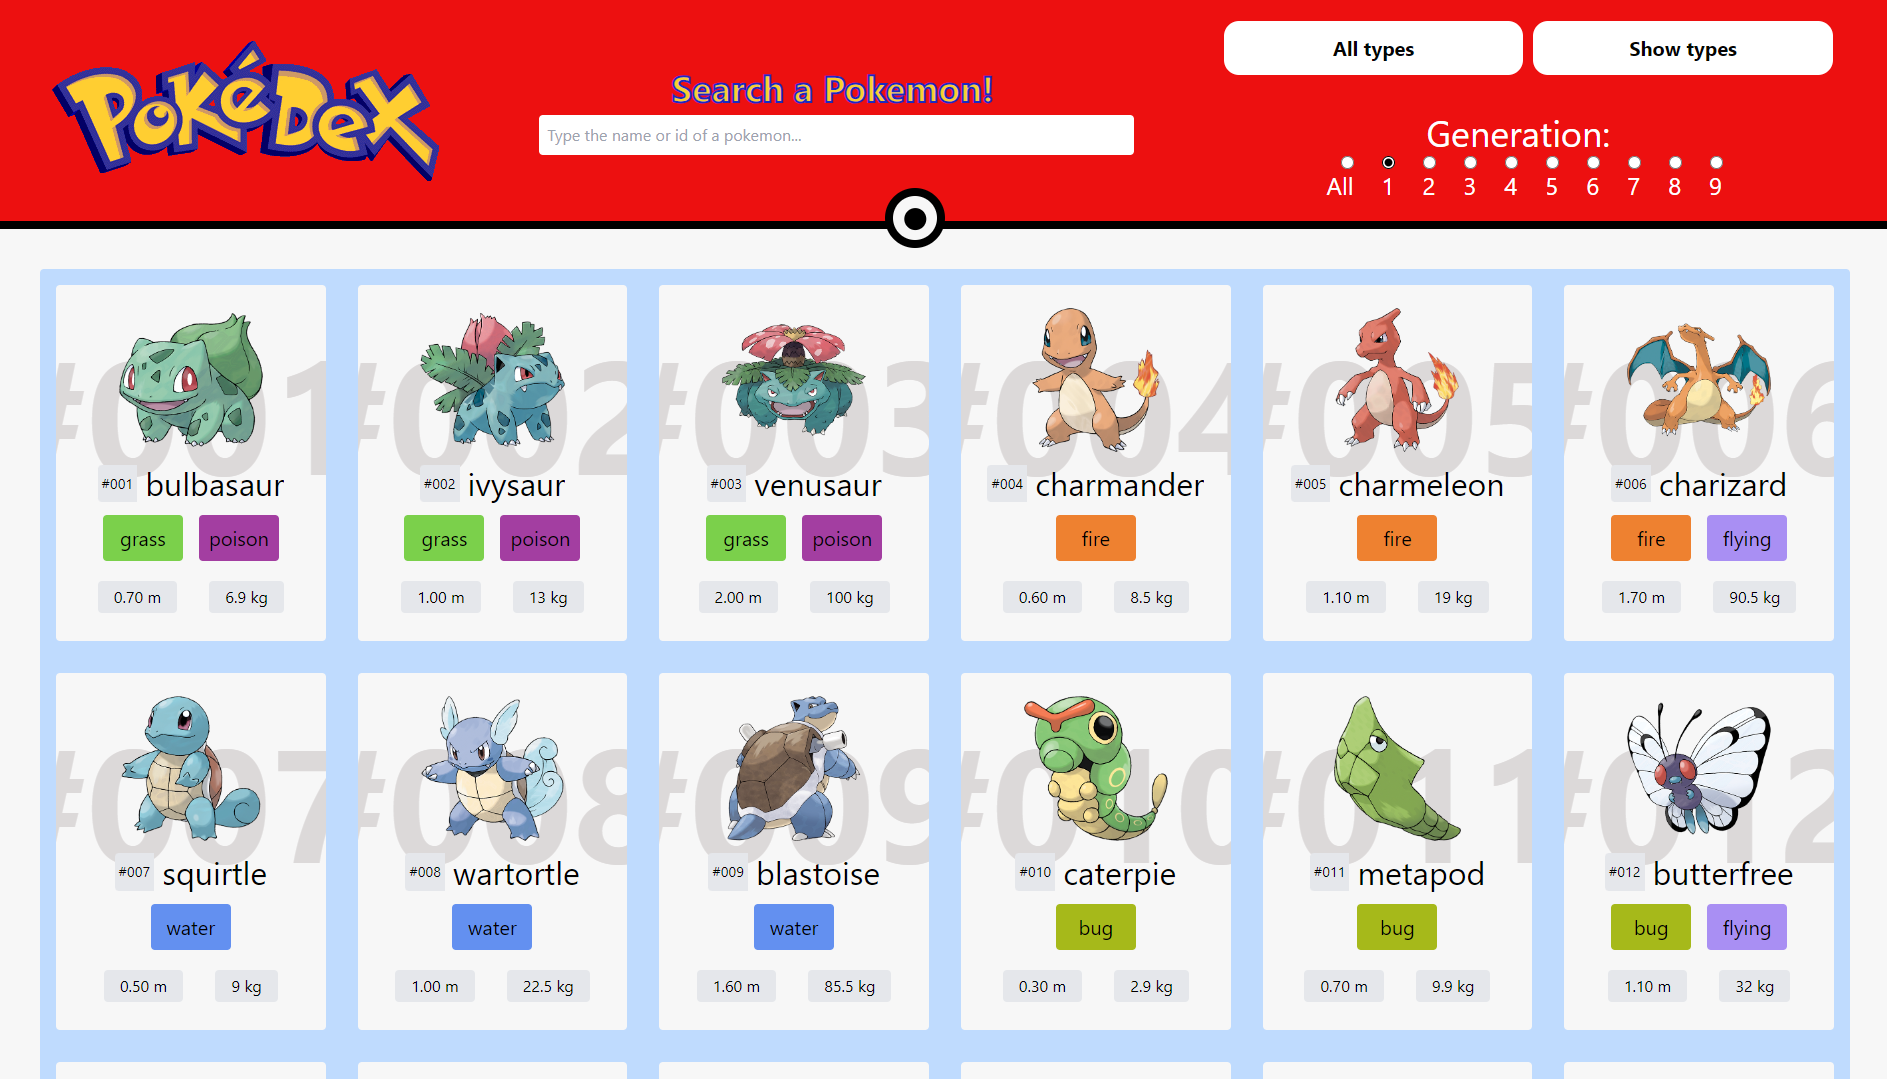 All types
Show types
PokéDex
Search a Pokemon!
Type the name or id of a pokemon...
Generation:
All 1 2 3 4 5 6 7 8 9
#001
#001 bulbasaur
grass poison
0.70 m 6.9 kg
#002
#002 ivysaur
grass poison
1.00 m 13 kg
#003
#003 venusaur
grass poison
2.00 m 100 kg
#004
#004 charmander
fire
0.60 m 8.5 kg
#005
#005 charmeleon
fire
1.10 m 19 kg
#006
#006 charizard
fire flying
1.70 m 90.5 kg
#007
#007 squirtle
water
0.50 m 9 kg
#008
#008 wartortle
water
1.00 m 22.5 kg
#009
#009 blastoise
water
1.60 m 85.5 kg
#010
#010 caterpie
bug
0.30 m 2.9 kg
#011
#011 metapod
bug
0.70 m 9.9 kg
#012
#012 butterfree
bug flying
1.10 m 32 kg